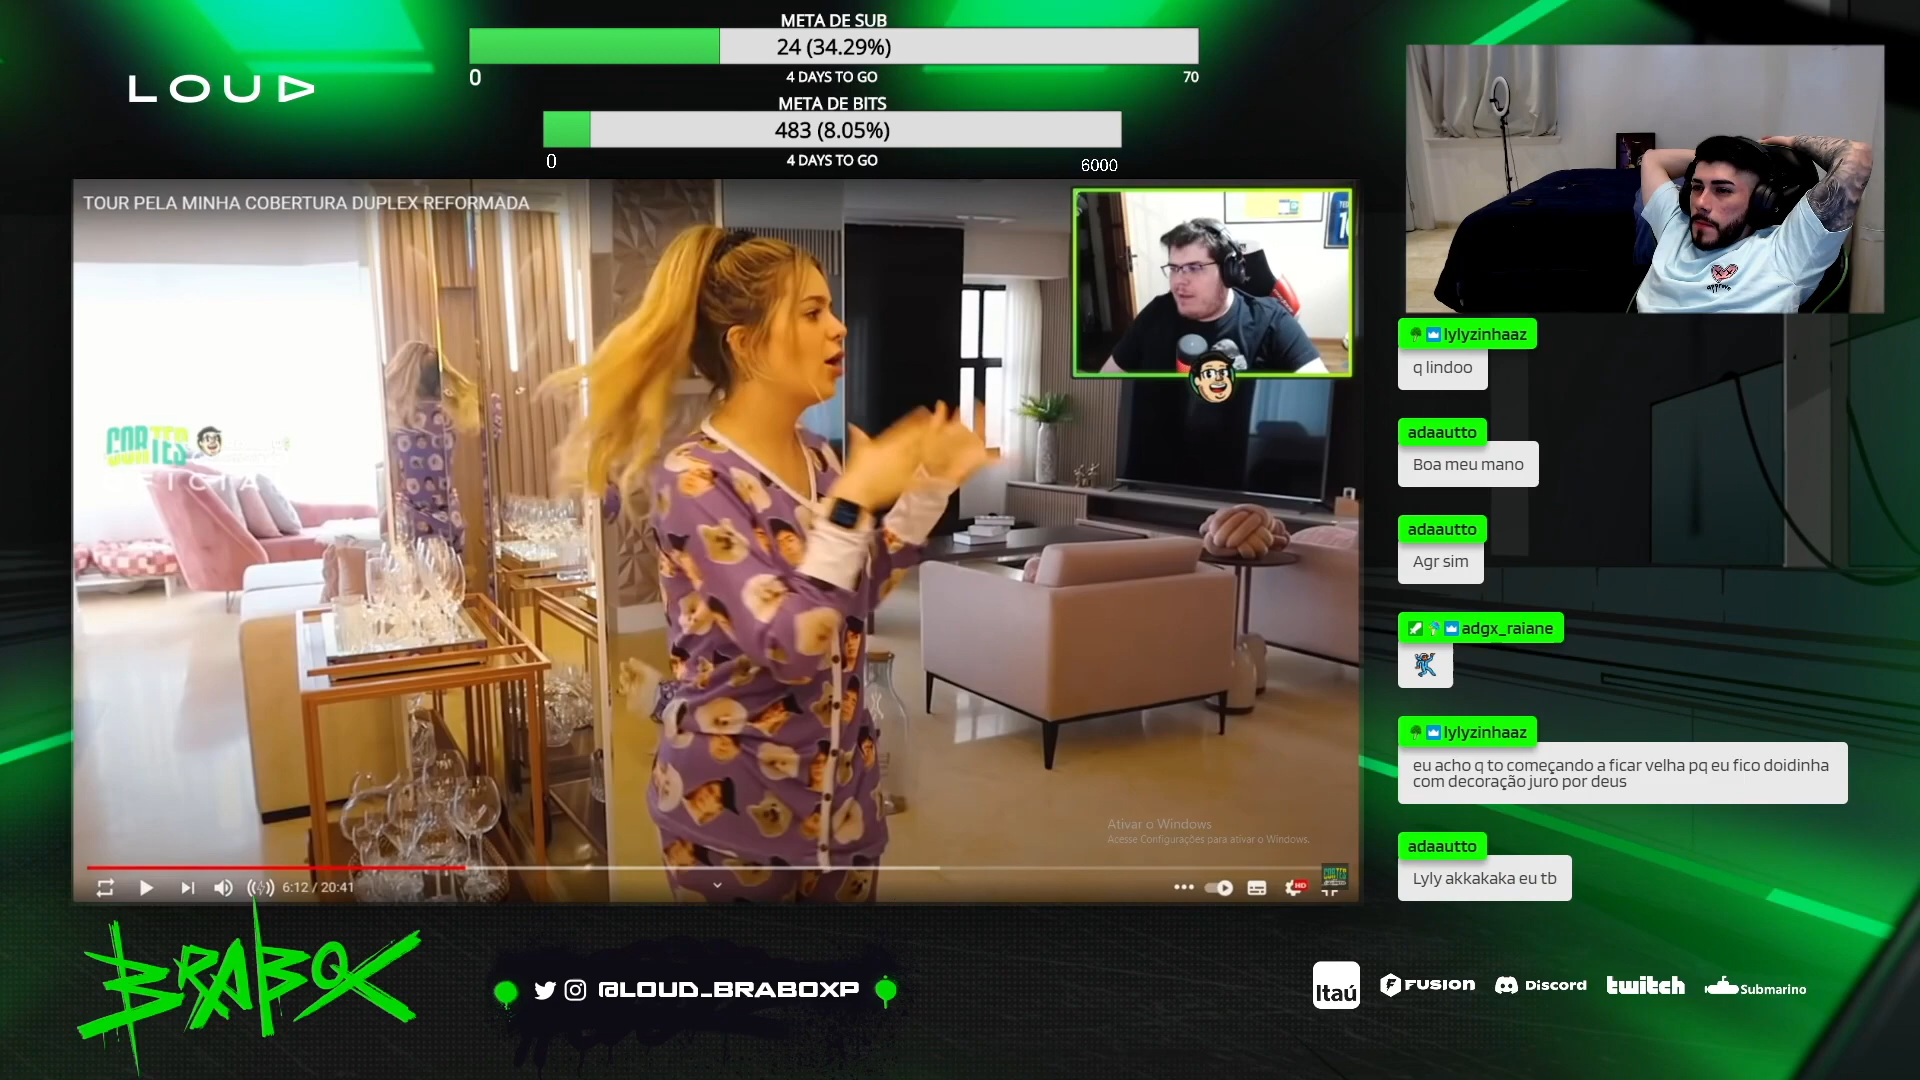 META DE SUB
24 (34.29%)
0
4 DAYS TO GO
70
LOUD
META DE BITS
483 (8.05%)
0
4 DAYS TO GO
6000
TOUR PELA MINHA COBERTURA DUPLEX REFORMADA
CORTES
OFICIAL
lylyzinhaaz
q lindoo
adaautto
Boa meu mano
adaautto
Agr sim
adgx_raiane
lylyzinhaaz
eu acho q to começando a ficar velha pq eu fico doidinha
com decoração juro por deus
adaautto
Lyly akkakaka eu tb
Ativar o Windows
Acesse Configurações para ativar o Windows.
6:12 / 20:41
HD
CORTES
BRABOX
@LOUD_BRABOXP
Itaú
FUSION
Discord
twitch
Submarino